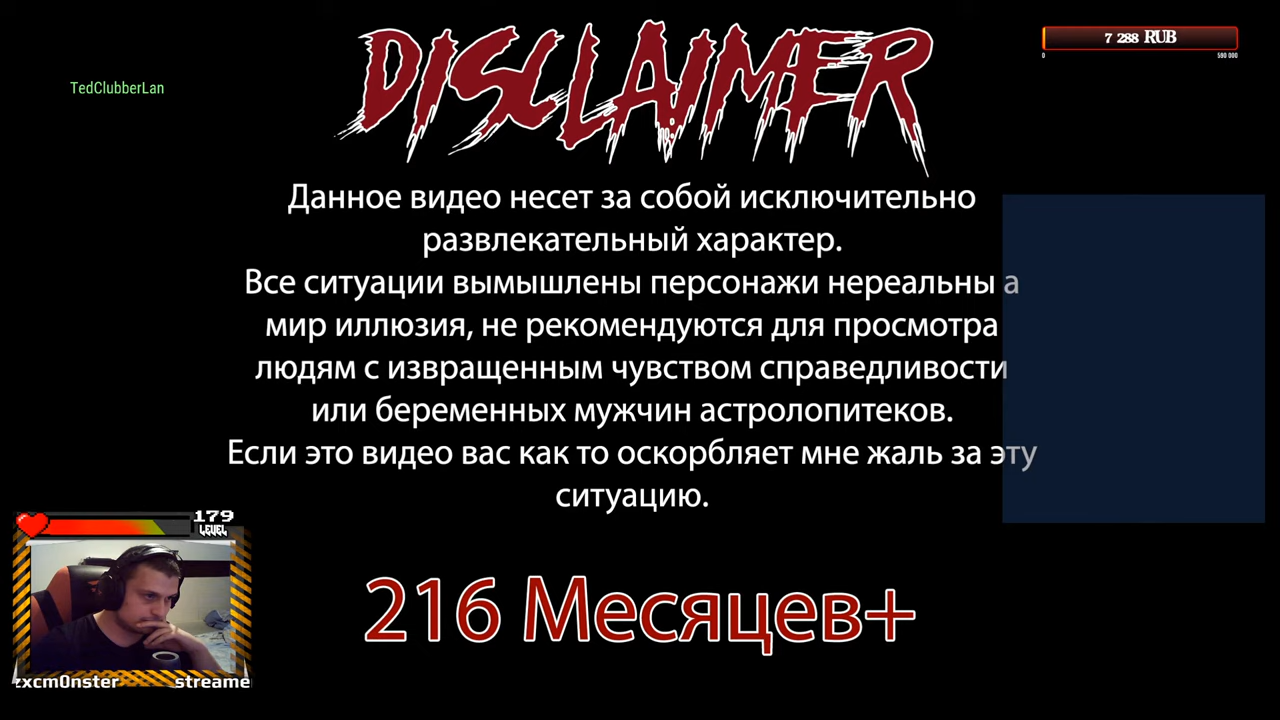 DISCLAIMER
7 288 RUB
0 590 000
TedClubberLan
Данное видео несет за собой исключительно
развлекательный характер.
Все ситуации вымышлены персонажи нереальны а
мир иллюзия, не рекомендуются для просмотра
людям с извращенным чувством справедливости
или беременных мужчин астролопитеков.
Если это видео вас как то оскорбляет мне жаль за эту
ситуацию.
179
LEVEL
216 Месяцев+
zxcm0nster streame